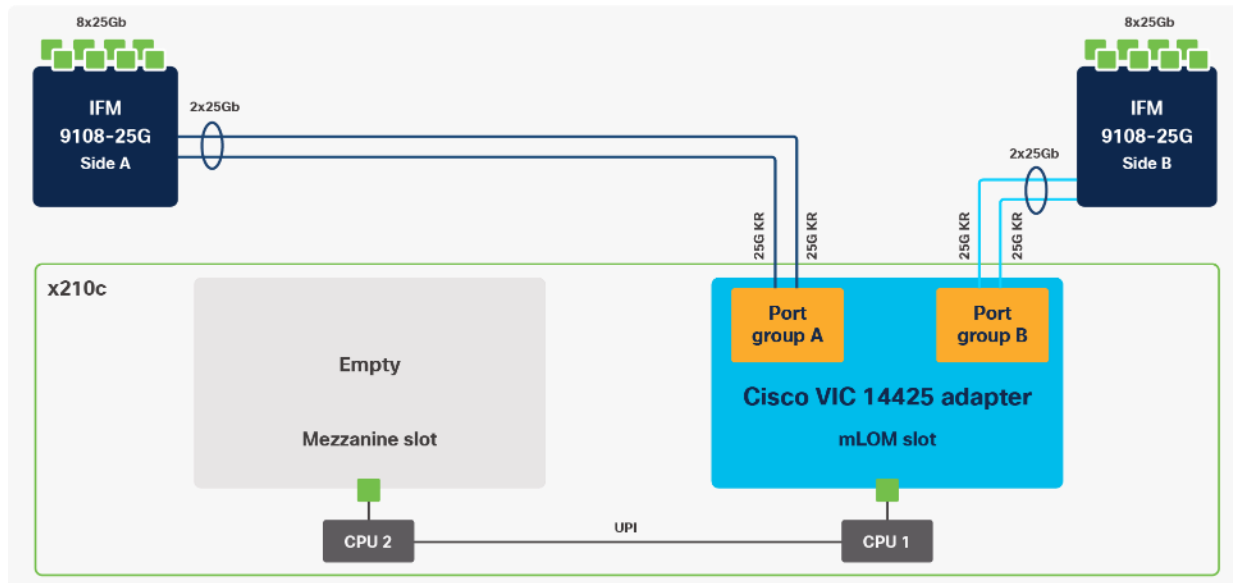 8x25Gb
IFM
9108-25G
Side A
2x25Gb
8x25Gb
IFM
9108-25G
Side B
2x25Gb
25G KR
25G KR
25G KR
25G KR
x210c
Empty
Mezzanine slot
Port
group A
Port
group B
Cisco VIC 14425 adapter
mLOM slot
CPU 2
UPI
CPU 1